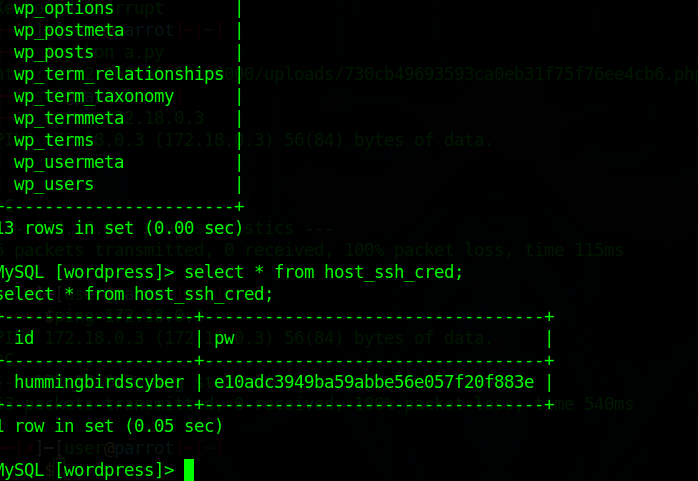 wp_options |
wp_postmeta |
wp_posts |
wp_term_relationships |
wp_term_taxonomy |
wp_termmeta |
wp_terms |
wp_usermeta |
wp_users |
+-----------------------+
13 rows in set (0.00 sec)
MySQL [wordpress]> select * from host_ssh_cred;
select * from host_ssh_cred;
+-------------------+----------------------------------+
id | pw |
+-------------------+----------------------------------+
hummingbirdscyber | e10adc3949ba59abbe56e057f20f883e |
+-------------------+----------------------------------+
1 row in set (0.05 sec)
MySQL [wordpress]>